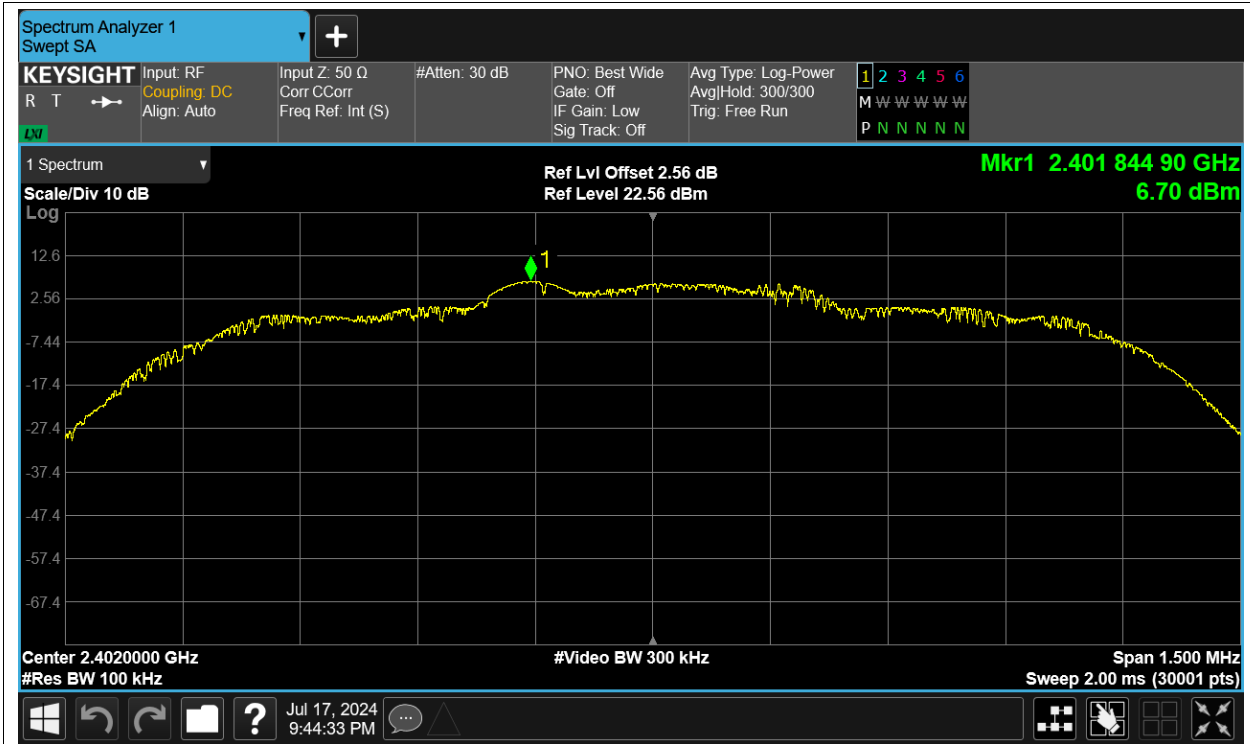 Spectrum Analyzer 1
Swept SA
+
KEYSIGHT
R T
LXI
Input: RF
Coupling: DC
Align: Auto
Input Z: 50 Ω
Corr CCorr
Freq Ref: Int (S)
#Atten: 30 dB
PNO: Best Wide
Gate: Off
IF Gain: Low
Sig Track: Off
Avg Type: Log-Power
Avg|Hold: 300/300
Trig: Free Run
1 2 3 4 5 6
M W W W W W
P N N N N N
1 Spectrum
Scale/Div 10 dB
Log
Ref Lvl Offset 2.56 dB
Ref Level 22.56 dBm
Mkr1 2.401 844 90 GHz
6.70 dBm
1
12.6
2.56
-7.44
-17.4
-27.4
-37.4
-47.4
-57.4
-67.4
Center 2.4020000 GHz
#Res BW 100 kHz
#Video BW 300 kHz
Span 1.500 MHz
Sweep 2.00 ms (30001 pts)
?
Jul 17, 2024
9:44:33 PM